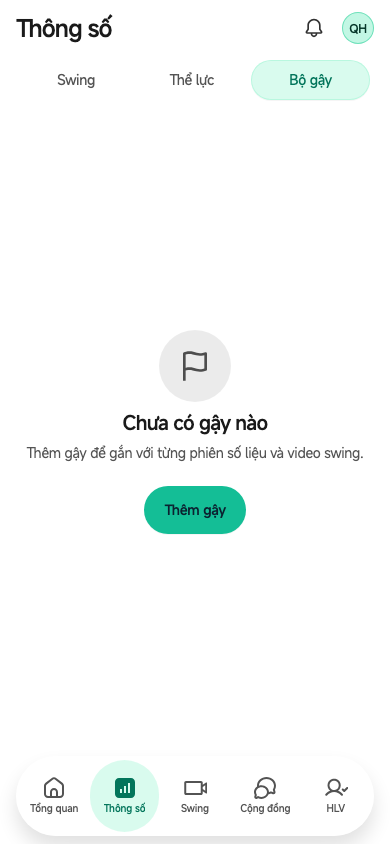 Thông số
QH
Swing
Thể lực
Bộ gậy
Chưa có gậy nào
Thêm gậy để gắn với từng phiên số liệu và video swing.
Thêm gậy
Tổng quan
Thông số
Swing
Cộng đồng
HLV